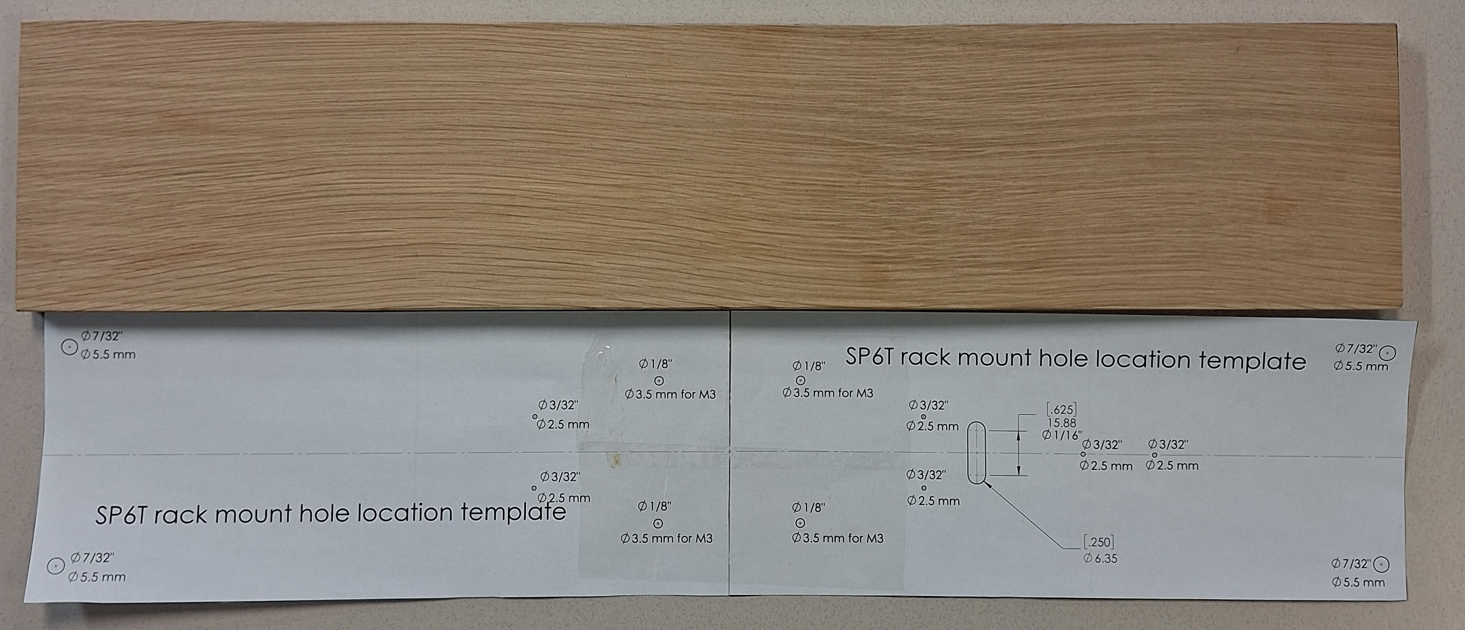 Ø7/32"
Ø5.5 mm
Ø1/8"
Ø3.5 mm for M3
Ø3/32"
Ø2.5 mm
Ø3/32"
Ø2.5 mm
SP6T rack mount hole location template
Ø1/8"
Ø3.5 mm for M3
Ø7/32"
Ø5.5 mm
Ø1/8"
Ø3.5 mm for M3
SP6T rack mount hole location template
Ø7/32"
Ø5.5 mm
Ø3/32"
Ø2.5 mm
[.625]
15.88
Ø1/16"
Ø3/32"
Ø2.5 mm
Ø3/32"
Ø2.5 mm
Ø3/32"
Ø2.5 mm
Ø1/8"
Ø3.5 mm for M3
[.250]
Ø6.35
Ø7/32"
Ø5.5 mm